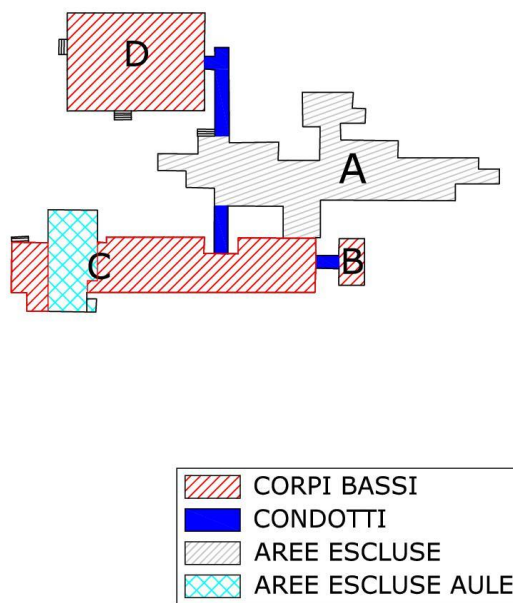 D
A
C
B
CORPI BASSI
CONDOTTI
AREE ESCLUSE
AREE ESCLUSE AULE